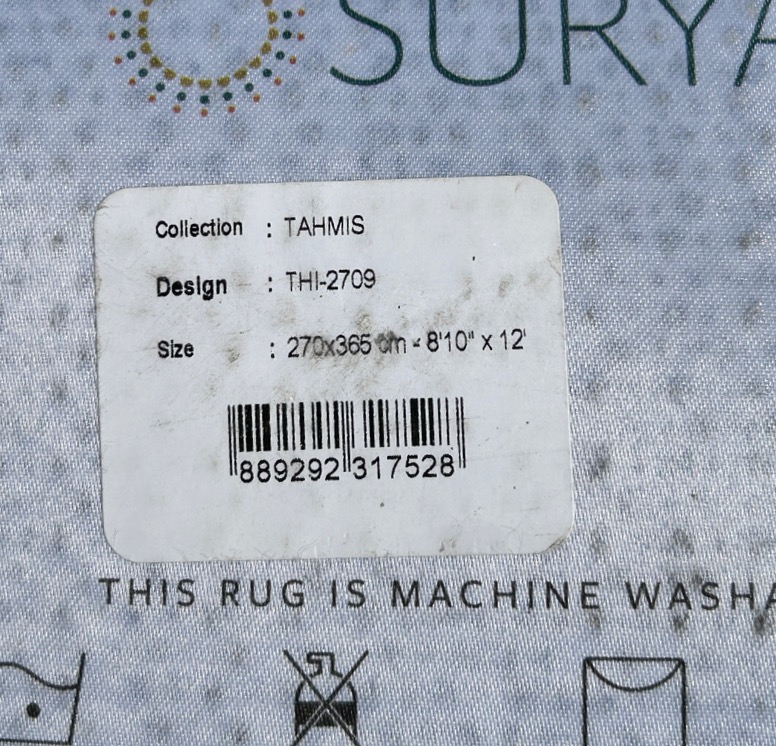 SURYA
Collection : TAHMIS
Design : THI-2709
Size : 270x365 cm - 8'10" x 12'
889292 317528
THIS RUG IS MACHINE WASHA